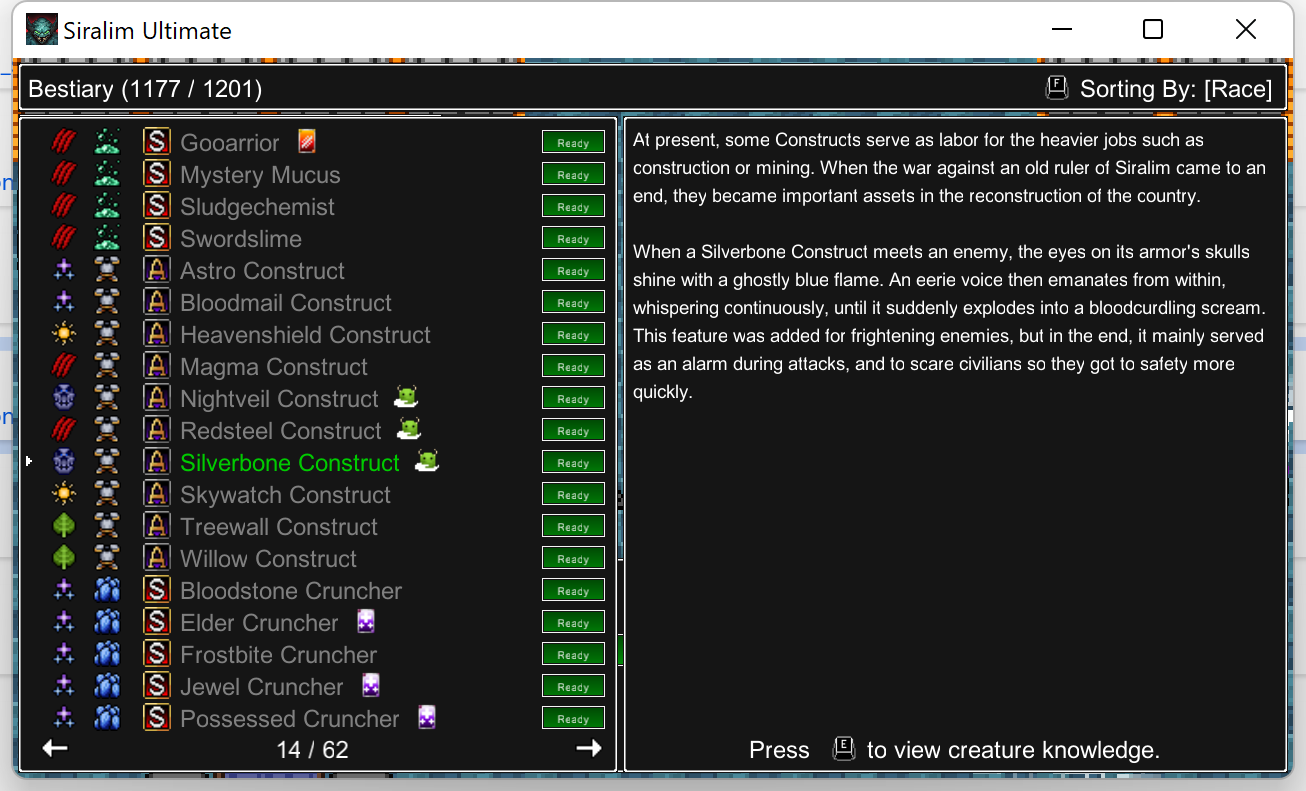 Siralim Ultimate
Bestiary (1177 / 1201)
F Sorting By: [Race]
S Gooarrior Ready
S Mystery Mucus Ready
S Sludgechemist Ready
S Swordslime Ready
A Astro Construct Ready
A Bloodmail Construct Ready
A Heavenshield Construct Ready
A Magma Construct Ready
A Nightveil Construct Ready
A Redsteel Construct Ready
A Silverbone Construct Ready
A Skywatch Construct Ready
A Treewall Construct Ready
A Willow Construct Ready
S Bloodstone Cruncher Ready
S Elder Cruncher Ready
S Frostbite Cruncher Ready
S Jewel Cruncher Ready
S Possessed Cruncher Ready
14 / 62
At present, some Constructs serve as labor for the heavier jobs such as
construction or mining. When the war against an old ruler of Siralim came to an
end, they became important assets in the reconstruction of the country.
When a Silverbone Construct meets an enemy, the eyes on its armor's skulls
shine with a ghostly blue flame. An eerie voice then emanates from within,
whispering continuously, until it suddenly explodes into a bloodcurdling scream.
This feature was added for frightening enemies, but in the end, it mainly served
as an alarm during attacks, and to scare civilians so they got to safety more
quickly.
Press E to view creature knowledge.